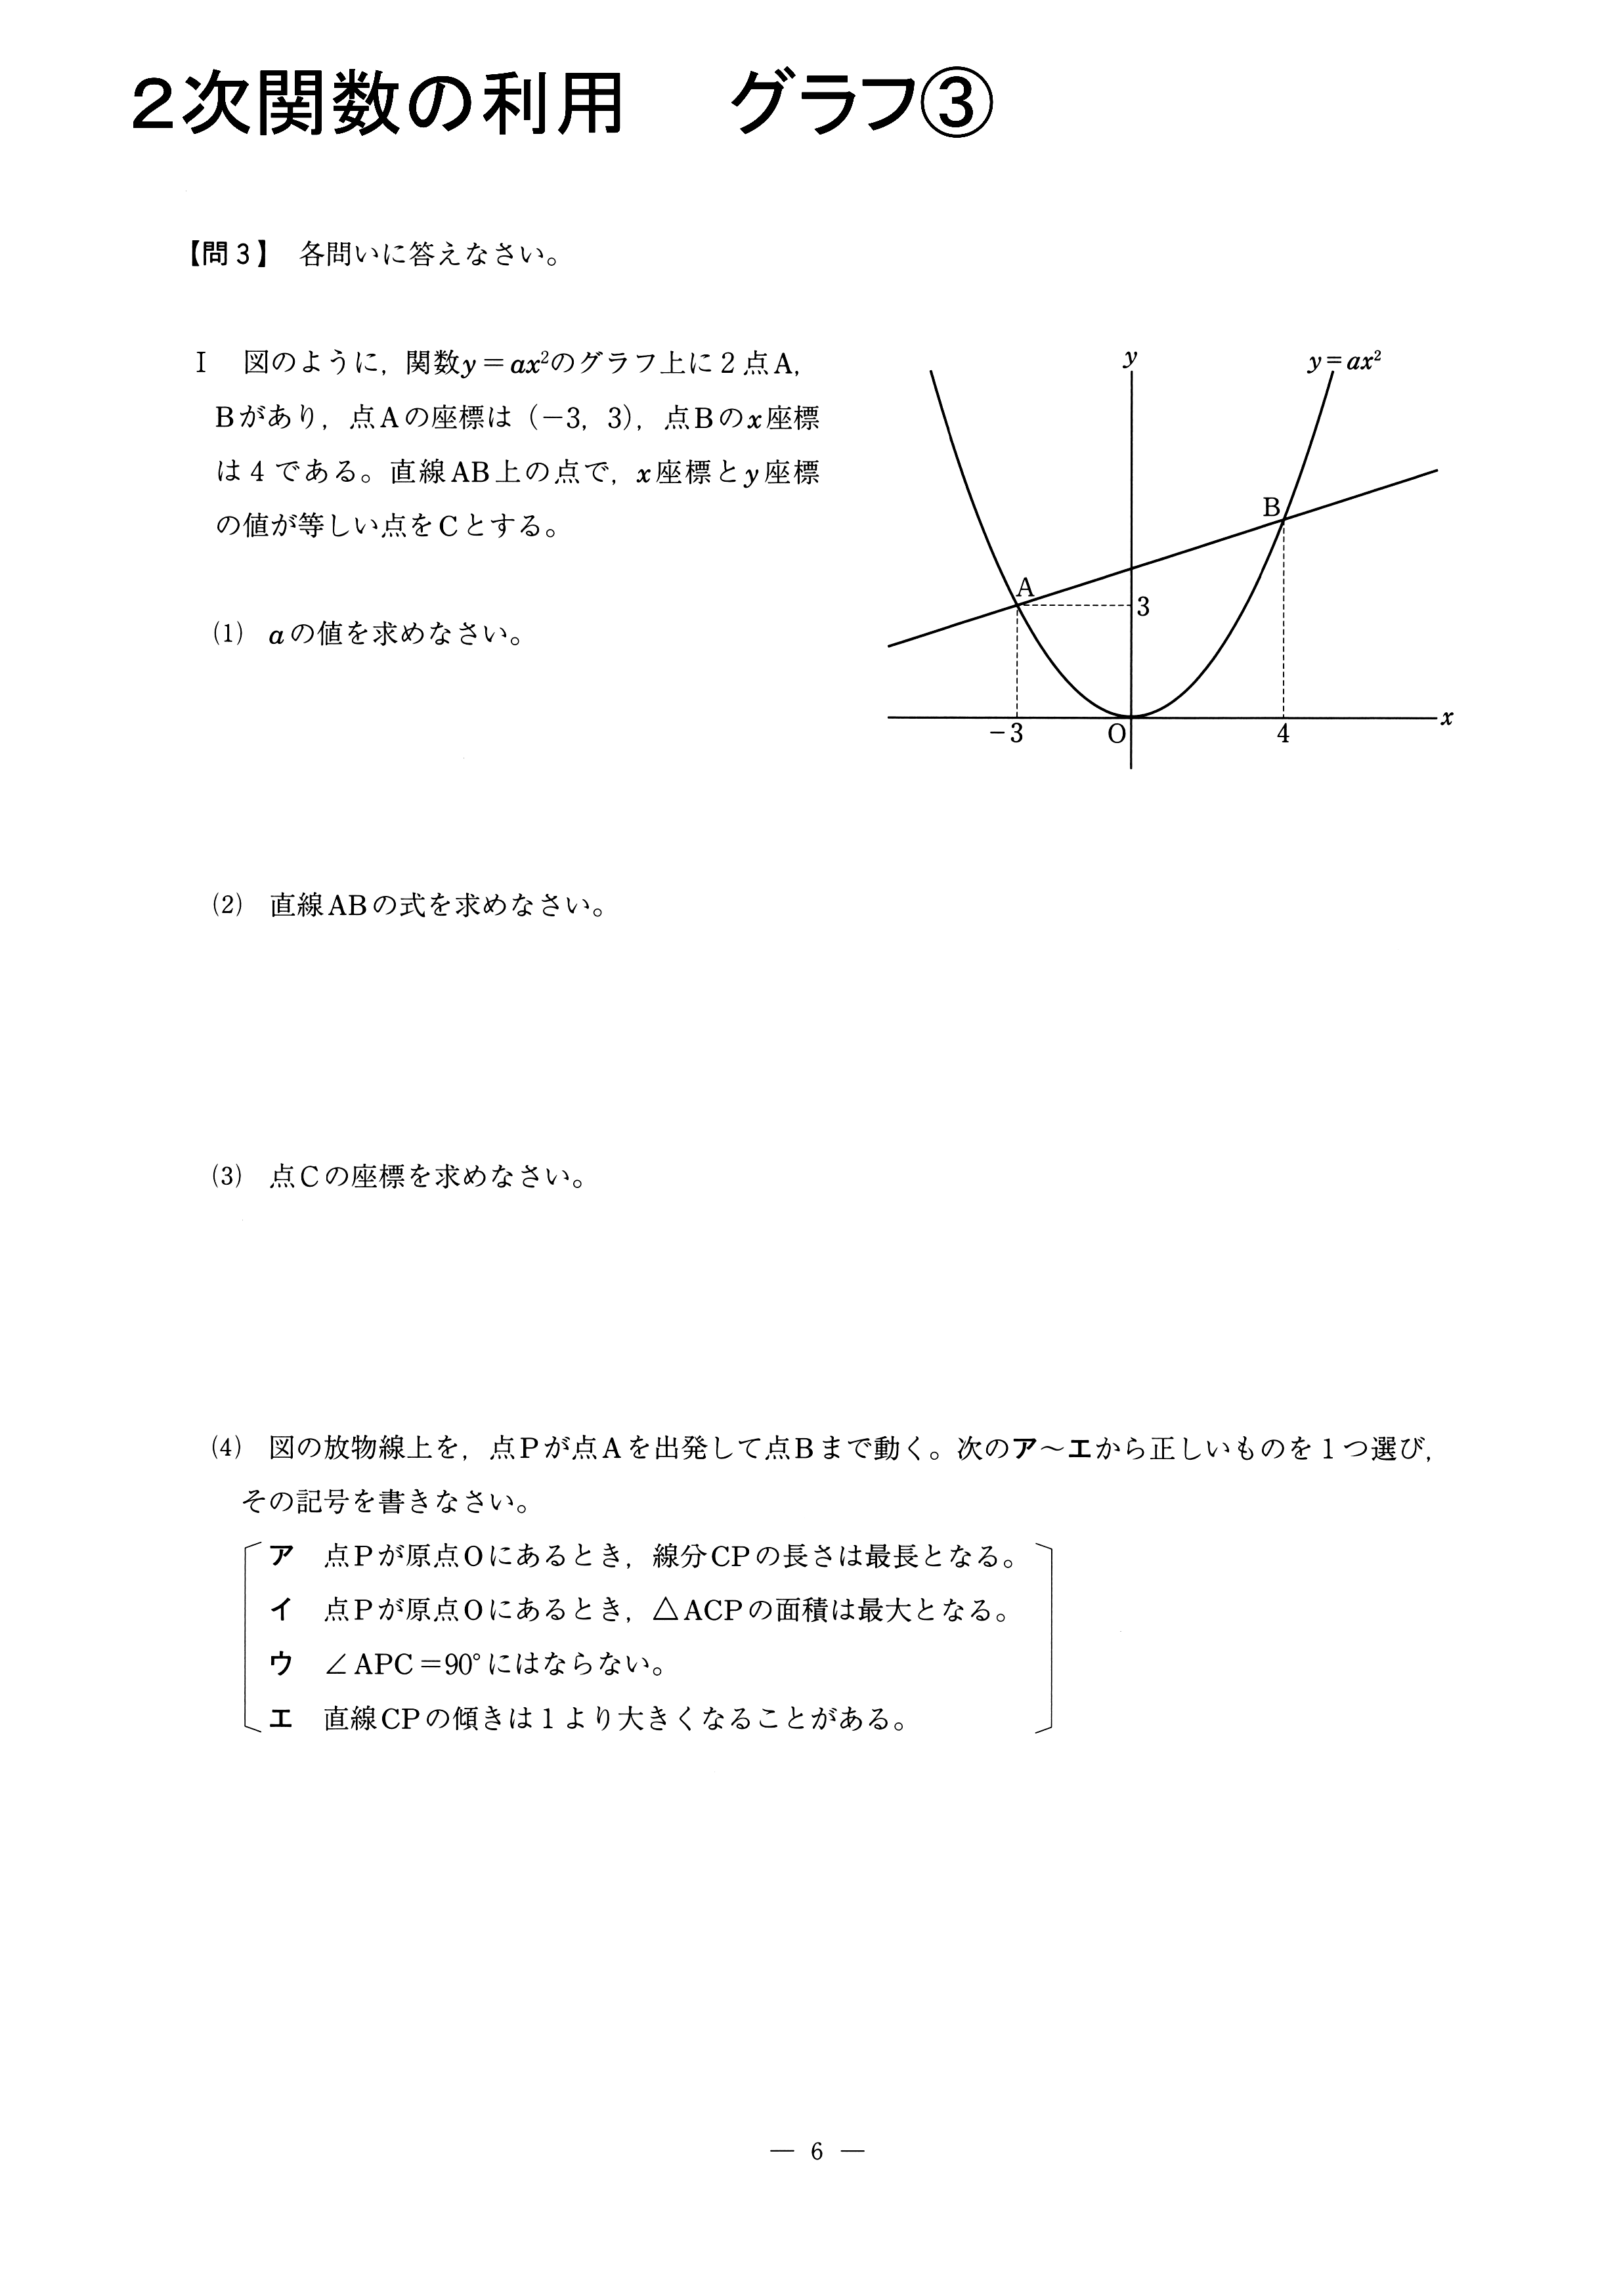 2次関数の利用　グラフ③
【問3】　各問いに答えなさい。
Ⅰ　図のように，関数y＝ax²のグラフ上に2点A，
Bがあり，点Aの座標は（−3，3），点Bのx座標
は4である。直線AB上の点で，x座標とy座標
の値が等しい点をCとする。
y
y＝ax²
B
A
3
−3
O
4
x
(1)　aの値を求めなさい。
(2)　直線ABの式を求めなさい。
(3)　点Cの座標を求めなさい。
(4)　図の放物線上を，点Pが点Aを出発して点Bまで動く。次のア〜エから正しいものを1つ選び，
その記号を書きなさい。
ア　点Pが原点Oにあるとき，線分CPの長さは最長となる。
イ　点Pが原点Oにあるとき，△ACPの面積は最大となる。
ウ　∠APC＝90°にはならない。
エ　直線CPの傾きは1より大きくなることがある。
— 6 —